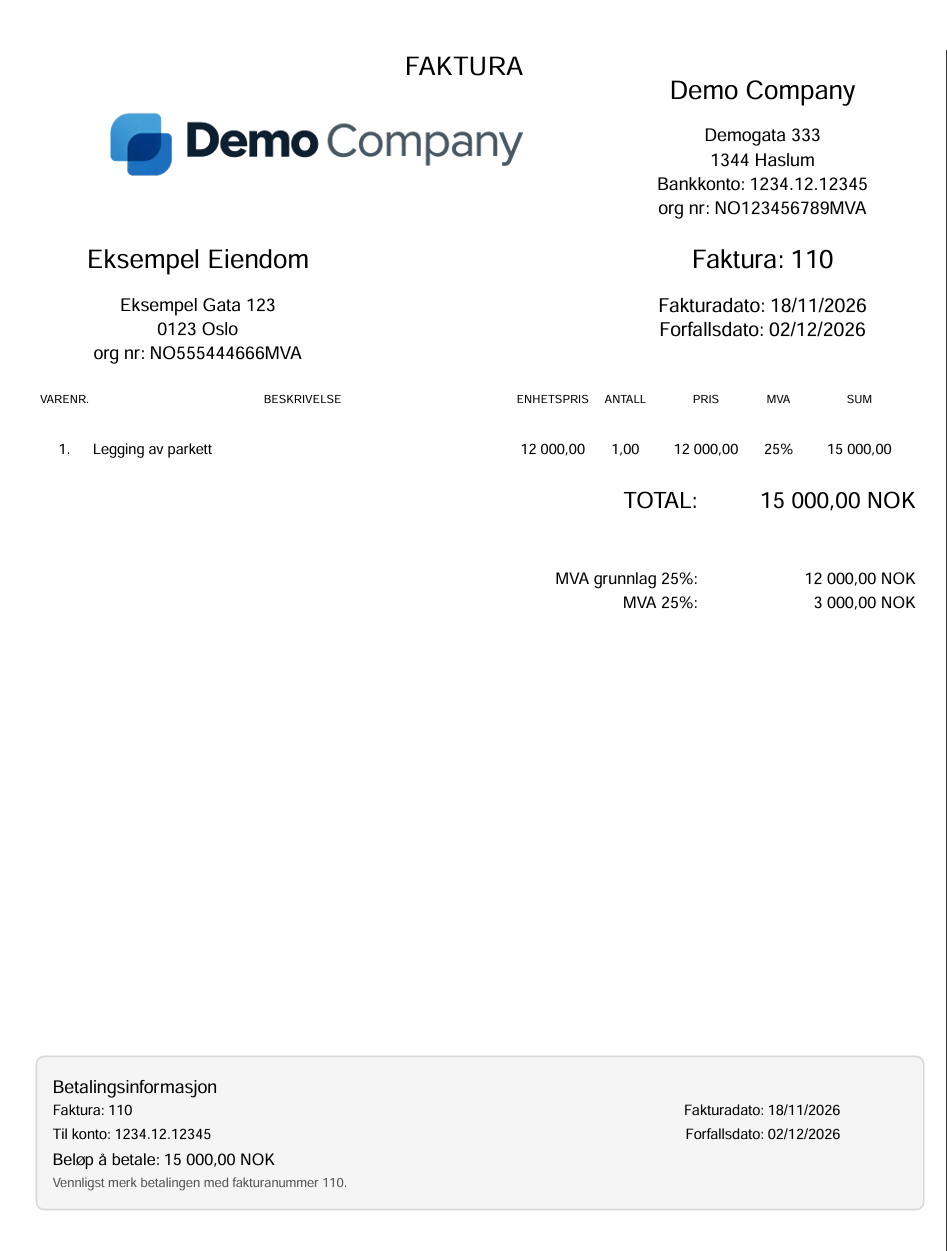 FAKTURA
Demo Company
Demo Company
Demogata 333
1344 Haslum
Bankkonto: 1234.12.12345
org nr: NO123456789MVA
Eksempel Eiendom
Eksempel Gata 123
0123 Oslo
org nr: NO555444666MVA
Faktura: 110
Fakturadato: 18/11/2026
Forfallsdato: 02/12/2026
VARENR. BESKRIVELSE ENHETSPRIS ANTALL PRIS MVA SUM
1. Legging av parkett 12 000,00 1,00 12 000,00 25% 15 000,00
TOTAL: 15 000,00 NOK
MVA grunnlag 25%: 12 000,00 NOK
MVA 25%: 3 000,00 NOK
Betalingsinformasjon
Faktura: 110 Fakturadato: 18/11/2026
Til konto: 1234.12.12345 Forfallsdato: 02/12/2026
Beløp å betale: 15 000,00 NOK
Vennligst merk betalingen med fakturanummer 110.